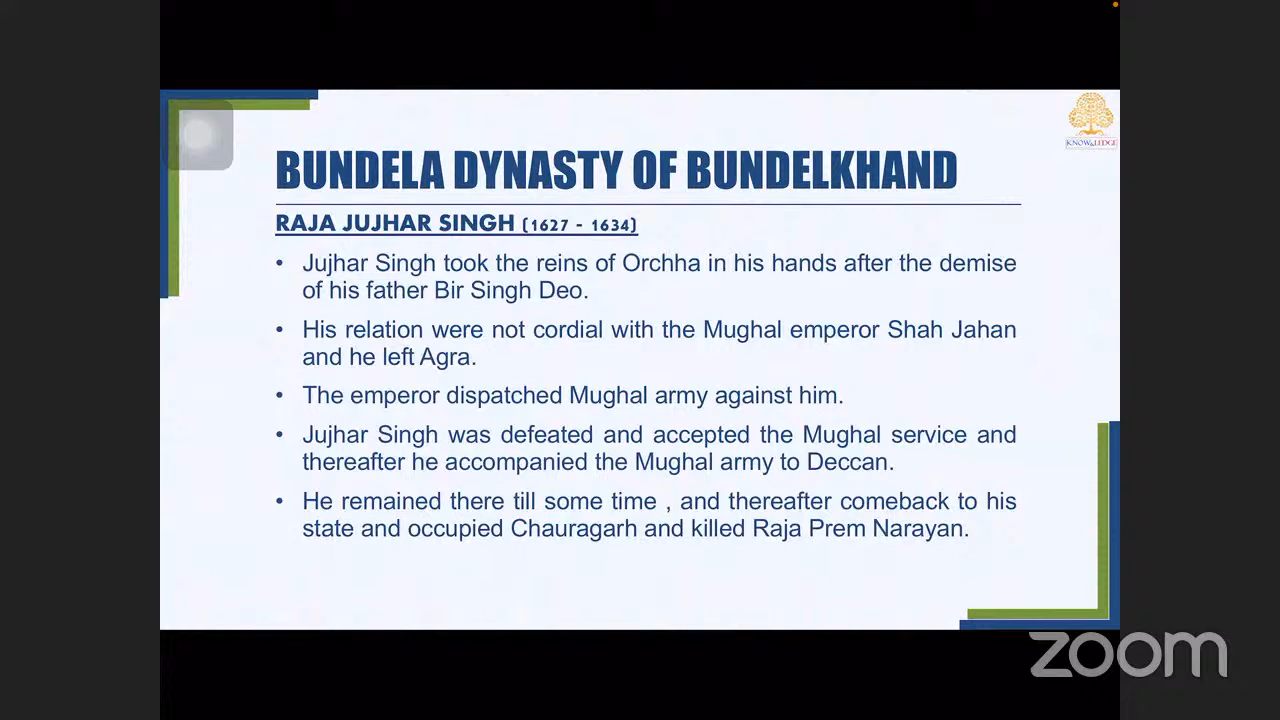 KNOWLEDGE
BUNDELA DYNASTY OF BUNDELKHAND
RAJA JUJHAR SINGH (1627 - 1634)
• Jujhar Singh took the reins of Orchha in his hands after the demise
of his father Bir Singh Deo.
• His relation were not cordial with the Mughal emperor Shah Jahan
and he left Agra.
• The emperor dispatched Mughal army against him.
• Jujhar Singh was defeated and accepted the Mughal service and
thereafter he accompanied the Mughal army to Deccan.
• He remained there till some time , and thereafter comeback to his
state and occupied Chauragarh and killed Raja Prem Narayan.
zoom